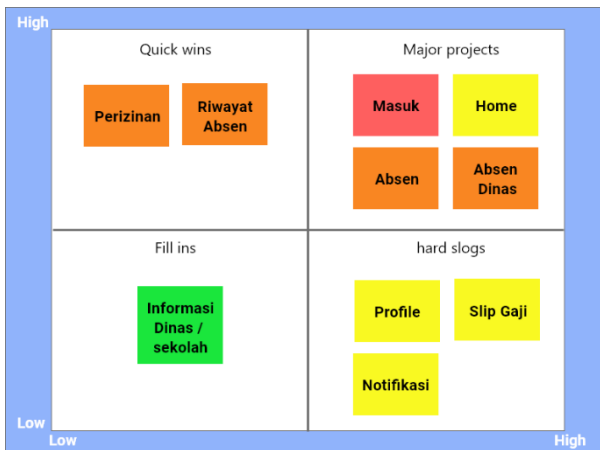 High
Quick wins
Major projects
Perizinan
Riwayat
Absen
Masuk
Home
Absen
Absen
Dinas
Fill ins
hard slogs
Informasi
Dinas /
sekolah
Profile
Slip Gaji
Notifikasi
Low
Low
High